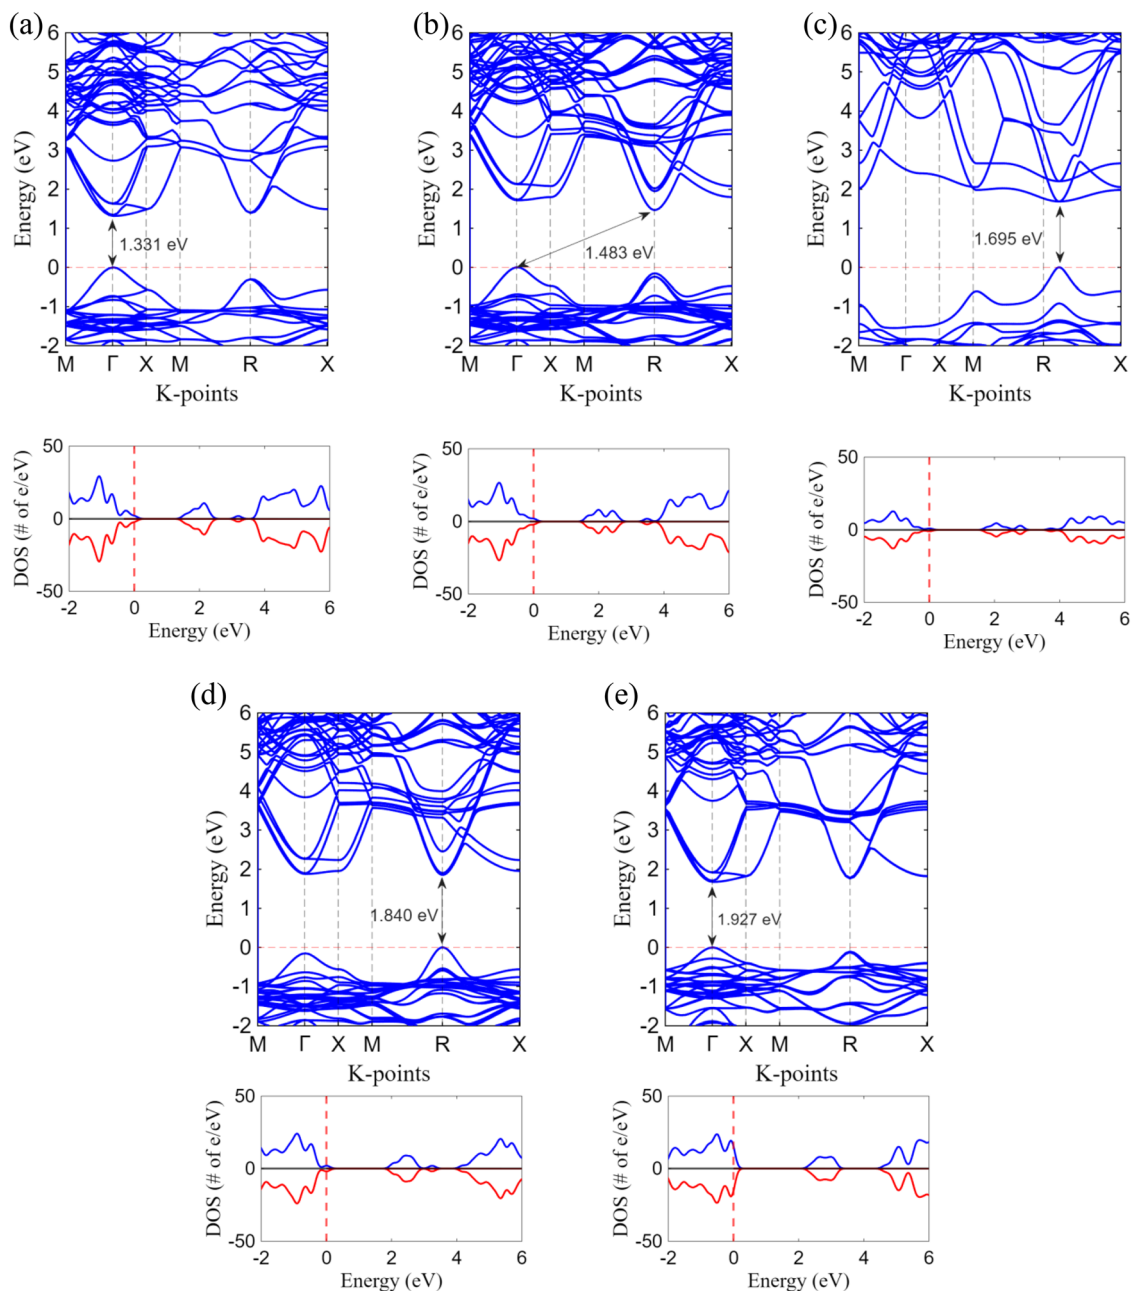 (a)
6
5
4
3
2
1
0
-1
-2
Energy (eV)
1.331 eV
M Γ X M R X
K-points
(b)
6
5
4
3
2
1
0
-1
-2
Energy (eV)
1.483 eV
M Γ X M R X
K-points
(c)
6
5
4
3
2
1
0
-1
-2
Energy (eV)
1.695 eV
M Γ X M R X
K-points
50
0
-50
DOS (# of e/eV)
-2 0 2 4 6
Energy (eV)
50
0
-50
DOS (# of e/eV)
-2 0 2 4 6
Energy (eV)
50
0
-50
DOS (# of e/eV)
-2 0 2 4 6
Energy (eV)
(d)
6
5
4
3
2
1
0
-1
-2
Energy (eV)
1.840 eV
M Γ X M R X
K-points
(e)
6
5
4
3
2
1
0
-1
-2
Energy (eV)
1.927 eV
M Γ X M R X
K-points
50
0
-50
DOS (# of e/eV)
-2 0 2 4 6
Energy (eV)
50
0
-50
DOS (# of e/eV)
-2 0 2 4 6
Energy (eV)